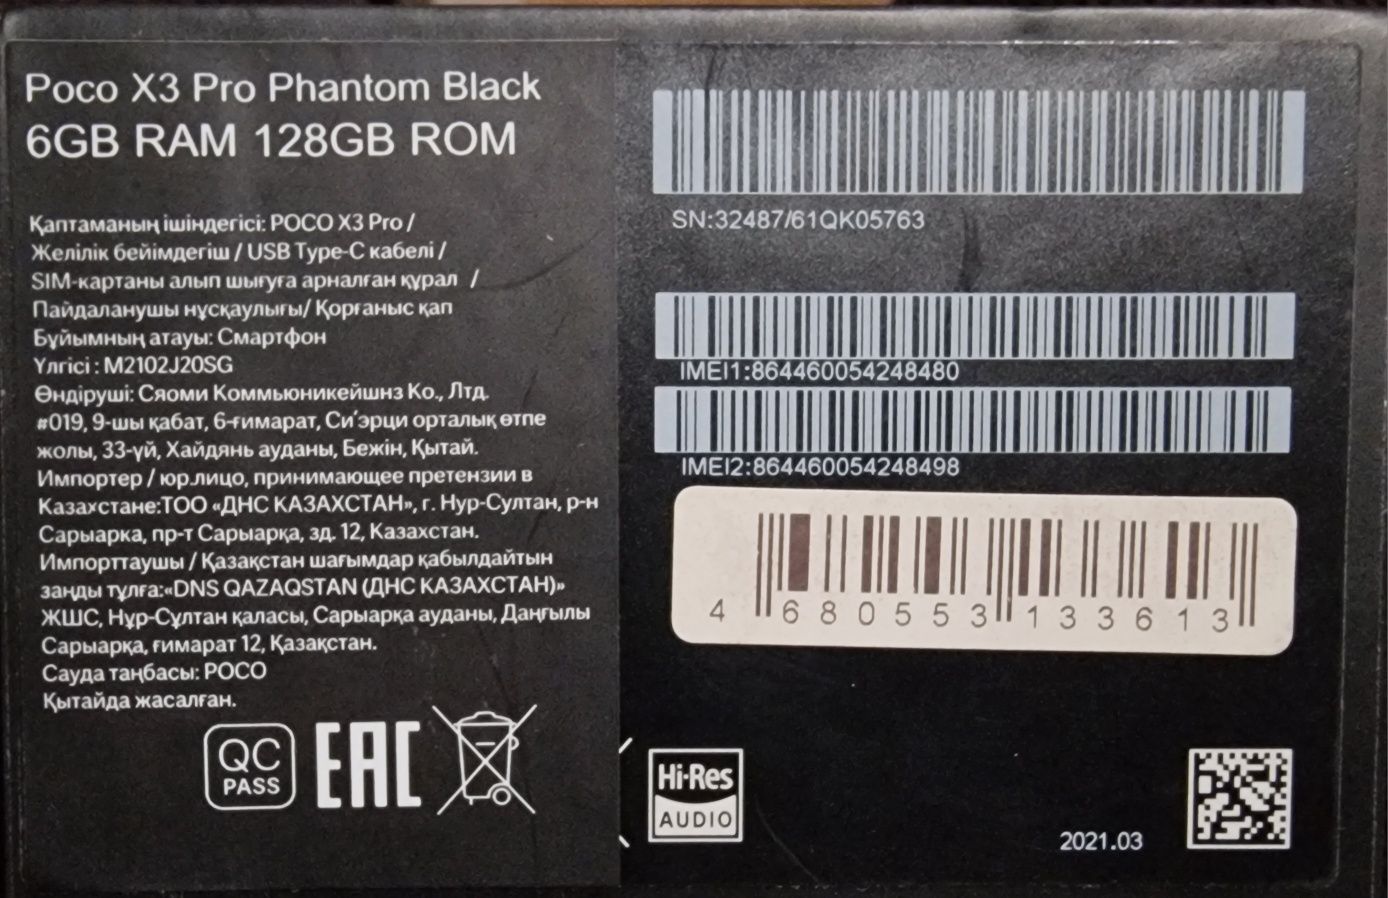 Poco X3 Pro Phantom Black
6GB RAM 128GB ROM
Қаптаманың ішіндегісі: POCO X3 Pro /
Желілік бейімдегіш / USB Type-C кабелі /
SIM-картаны алып шығуға арналған құрал /
Пайдаланушы нұсқаулығы/ Қорғаныс қап
Бұйымның атауы: Смартфон
Үлгісі : M2102J20SG
Өндіруші: Сяоми Коммьюникейшнз Ко., Лтд.
#019, 9-шы қабат, 6-ғимарат, Си'эрци орталық өтпе
жолы, 33-үй, Хайдянь ауданы, Бежін, Қытай.
Импортер / юр.лицо, принимающее претензии в
Казахстане:ТОО «ДНС КАЗАХСТАН», г. Нур-Султан, р-н
Сарыарка, пр-т Сарыарқа, зд. 12, Казахстан.
Импорттаушы / Қазақстан шағымдар қабылдайтын
заңды тұлға:«DNS QAZAQSTAN (ДНС КАЗАХСТАН)»
ЖШС, Нұр-Сұлтан қаласы, Сарыарқа ауданы, Даңғылы
Сарыарқа, ғимарат 12, Қазақстан.
Сауда таңбасы: POCO
Қытайда жасалған.
QC
PASS
EAC
SN:32487/61QK05763
IMEI1:864460054248480
IMEI2:864460054248498
4 680553 133613
Hi-Res
AUDIO
2021.03